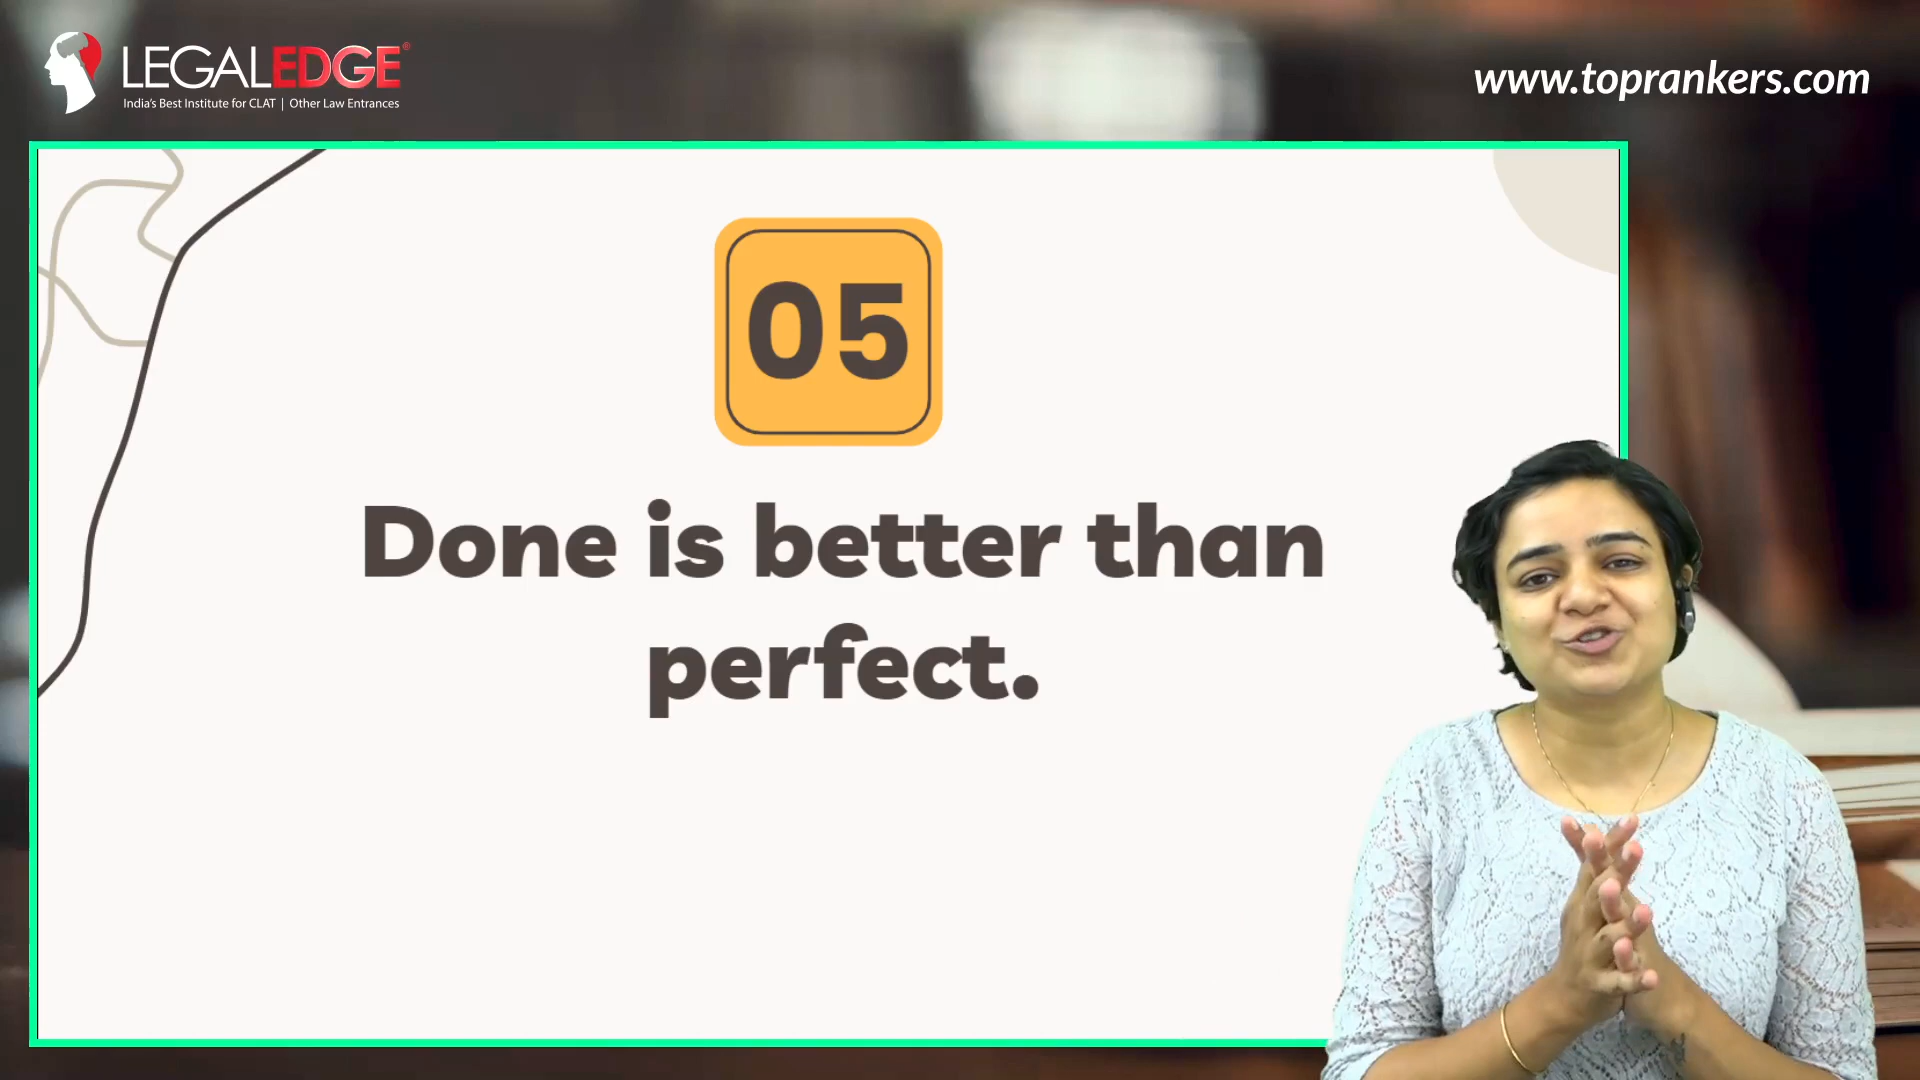 LEGALEDGE®
India's Best Institute for CLAT | Other Law Entrances
www.toprankers.com
05
Done is better than
perfect.